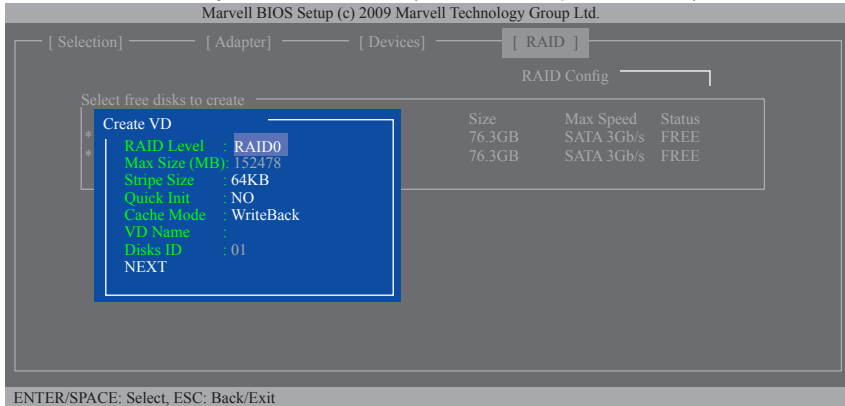 Marvell BIOS Setup (c) 2009 Marvell Technology Group Ltd.
[ Selection] [ Adapter] [ Devices] [ RAID ]
RAID Config
Select free disks to create
Size Max Speed Status
* 76.3GB SATA 3Gb/s FREE
* 76.3GB SATA 3Gb/s FREE
Create VD
RAID Level : RAID0
Max Size (MB): 152478
Stripe Size : 64KB
Quick Init : NO
Cache Mode : WriteBack
VD Name :
Disks ID : 01
NEXT
ENTER/SPACE: Select, ESC: Back/Exit